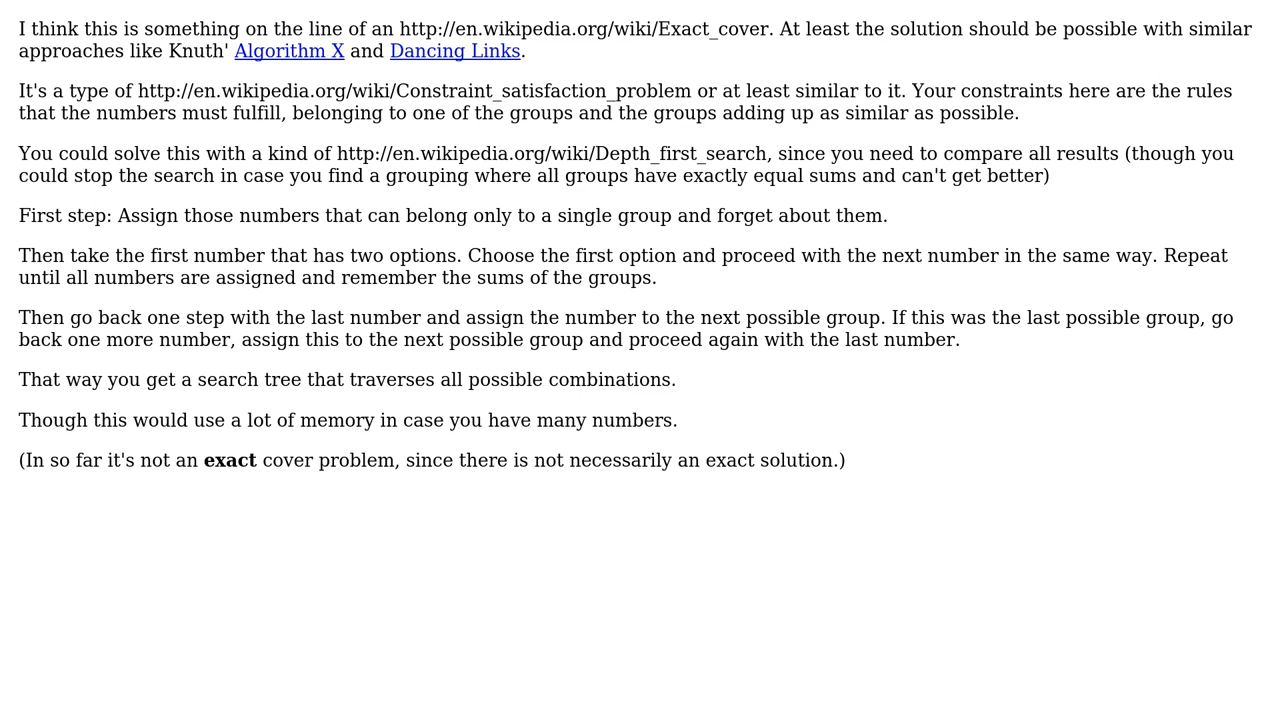 I think this is something on the line of an http://en.wikipedia.org/wiki/Exact_cover. At least the solution should be possible with similar
approaches like Knuth' Algorithm X and Dancing Links.
It's a type of http://en.wikipedia.org/wiki/Constraint_satisfaction_problem or at least similar to it. Your constraints here are the rules
that the numbers must fulfill, belonging to one of the groups and the groups adding up as similar as possible.
You could solve this with a kind of http://en.wikipedia.org/wiki/Depth_first_search, since you need to compare all results (though you
could stop the search in case you find a grouping where all groups have exactly equal sums and can't get better)
First step: Assign those numbers that can belong only to a single group and forget about them.
Then take the first number that has two options. Choose the first option and proceed with the next number in the same way. Repeat
until all numbers are assigned and remember the sums of the groups.
Then go back one step with the last number and assign the number to the next possible group. If this was the last possible group, go
back one more number, assign this to the next possible group and proceed again with the last number.
That way you get a search tree that traverses all possible combinations.
Though this would use a lot of memory in case you have many numbers.
(In so far it's not an exact cover problem, since there is not necessarily an exact solution.)